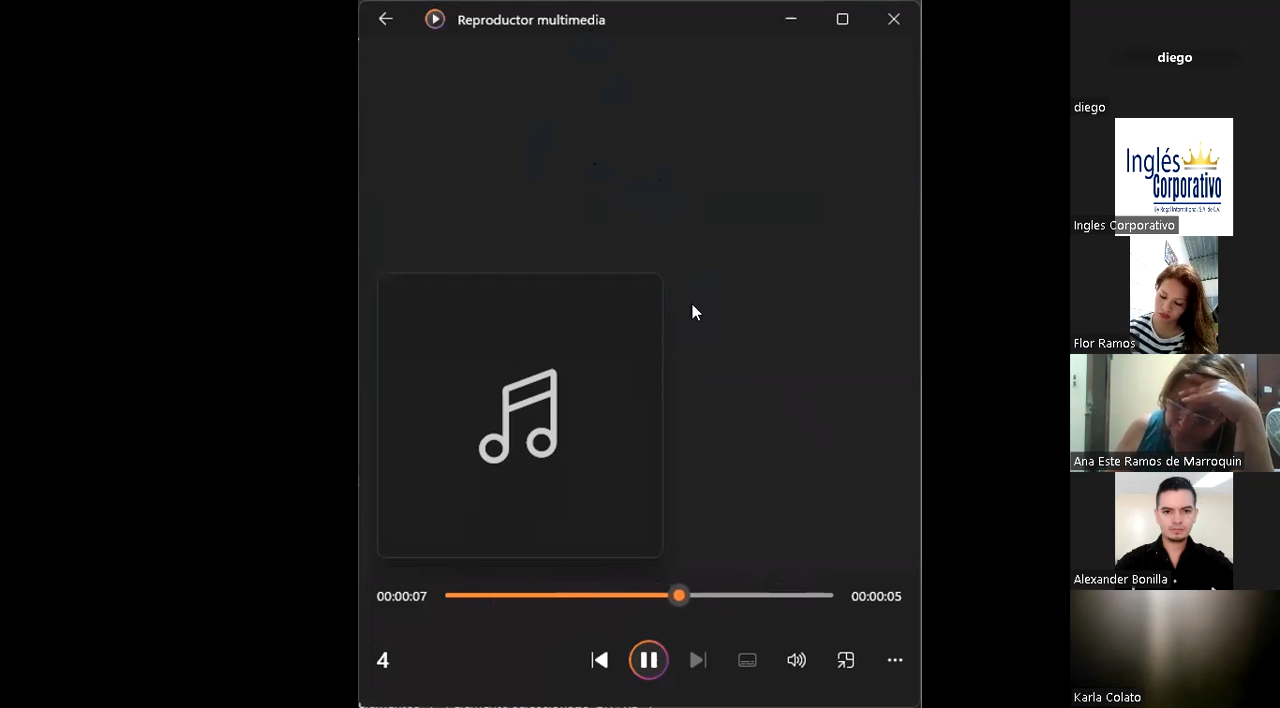 Reproductor multimedia
00:00:07
00:00:05
4
diego
diego
Inglés
Corporativo
Ingles Corporativo
Flor Ramos
Ana Este Ramos de Marroquin
Alexander Bonilla
Karla Colato